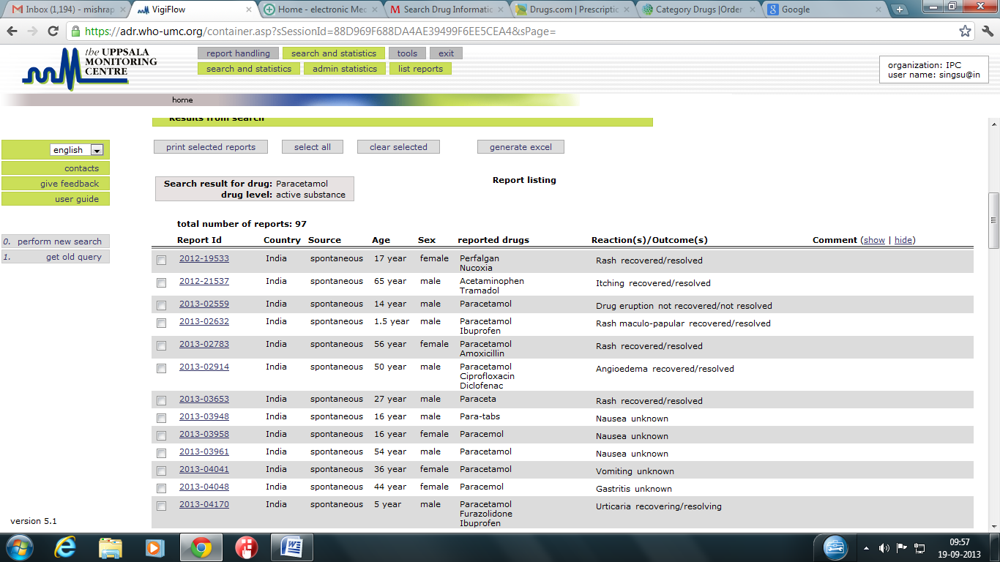 Inbox (1,194) - mishrap
VigiFlow
Home - electronic Med
Search Drug Informatic
Drugs.com | Prescriptic
Category Drugs |Order
Google
https://adr.who-umc.org/container.asp?sSessionId=88D969F688DA4AE39499F6EE5CEA4&sPage=
the UPPSALA
MONITORING
CENTRE
report handling search and statistics tools exit
search and statistics admin statistics list reports
organization: IPC
user name: singsu@in
home
Results from search
english
contacts
give feedback
user guide
0. perform new search
1. get old query
version 5.1
print selected reports select all clear selected generate excel
Search result for drug: Paracetamol
drug level: active substance
Report listing
total number of reports: 97
Report Id Country Source Age Sex reported drugs Reaction(s)/Outcome(s) Comment (show | hide)
2012-19533 India spontaneous 17 year female Perfalgan Rash recovered/resolved
Nucoxia
2012-21537 India spontaneous 65 year male Acetaminophen Itching recovered/resolved
Tramadol
2013-02559 India spontaneous 14 year male Paracetamol Drug eruption not recovered/not resolved
2013-02632 India spontaneous 1.5 year male Paracetamol Rash maculo-papular recovered/resolved
Ibuprofen
2013-02783 India spontaneous 56 year female Paracetamol Rash recovered/resolved
Amoxicillin
2013-02914 India spontaneous 50 year male Paracetamol Angioedema recovered/resolved
Ciprofloxacin
Diclofenac
2013-03653 India spontaneous 27 year male Paraceta Rash recovered/resolved
2013-03948 India spontaneous 16 year male Para-tabs Nausea unknown
2013-03958 India spontaneous 16 year female Paracemol Nausea unknown
2013-03961 India spontaneous 54 year male Paracetamol Nausea unknown
2013-04041 India spontaneous 36 year female Paracetamol Vomiting unknown
2013-04048 India spontaneous 44 year female Paracemol Gastritis unknown
2013-04170 India spontaneous 5 year male Paracetamol Urticaria recovering/resolving
Furazolidone
Ibuprofen
09:57
19-09-2013